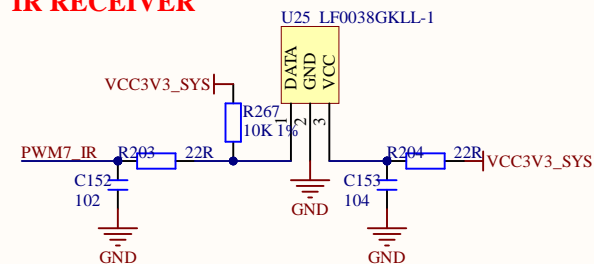 IR RECEIVER
U25 LF0038GKLL-1
DATA
GND
VCC
VCC3V3_SYS
R267
10K 1%
1
2
3
PWM7_IR
R203 22R
R204 22R
VCC3V3_SYS
C152
102
C153
104
GND
GND
GND